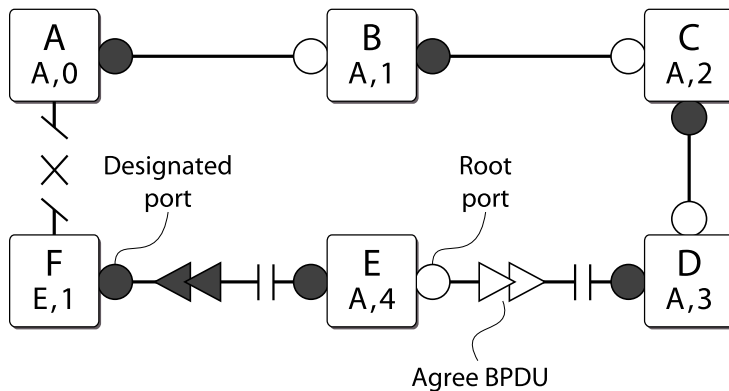 A
A,0
B
A,1
C
A,2
Designated
port
Root
port
F
E,1
E
A,4
D
A,3
Agree BPDU